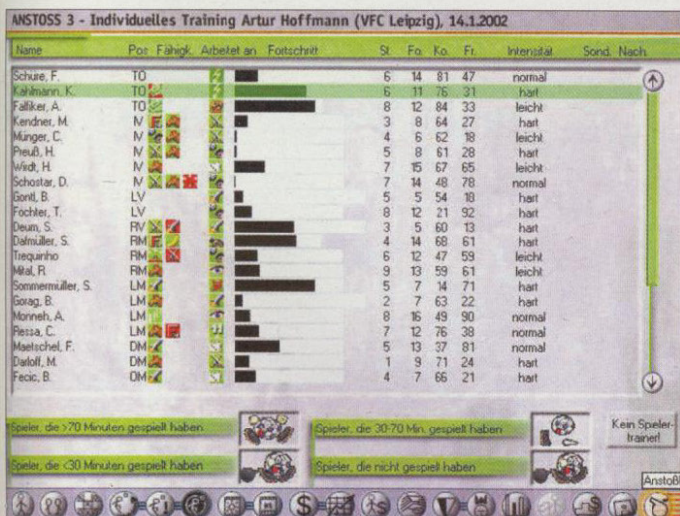 ANSTOSS 3 - Individuelles Training Artur Hoffmann (VFC Leipzig), 14.1.2002
Name Pos Fähigk. Arbeitet an Fortschritt St. Fo. Ko. Fr. Intensität Sond. Nach.
Schüre, F. TO 6 14 81 47 normal
Kahlmann, K. TO 6 11 76 31 hart
Falfiker, A. TO 8 12 84 33 leicht
Kendner, M. IV 3 8 64 27 hart
Münger, C. IV 4 6 62 18 leicht
Preuß, H. IV 5 8 61 28 hart
Wirdt, H. IV 7 15 67 65 leicht
Schostar, D. IV 7 14 48 78 normal
Gontl, B. LV 5 5 54 18 hart
Fochter, T. LV 8 12 21 92 hart
Deum, S. RV 3 5 60 13 hart
Dalmüller, S. RM 4 14 68 61 hart
Trequinho RM 6 12 47 59 leicht
Mital, R. RM 9 13 59 61 leicht
Sommermüller, S. LM 5 7 14 71 hart
Gorag, B. LM 2 7 63 22 hart
Monneh, A. LM 8 16 49 90 normal
Ressa, C. LM 7 12 76 38 normal
Maetschel, F. DM 5 13 37 81 normal
Darloff, M. DM 1 9 71 24 hart
Fecic, B. DM 4 7 66 21 hart
Spieler, die >70 Minuten gespielt haben
Spieler, die 30-70 Min. gespielt haben
Kein Spieler-
trainer!
Spieler, die <30 Minuten gespielt haben
Spieler, die nicht gespielt haben